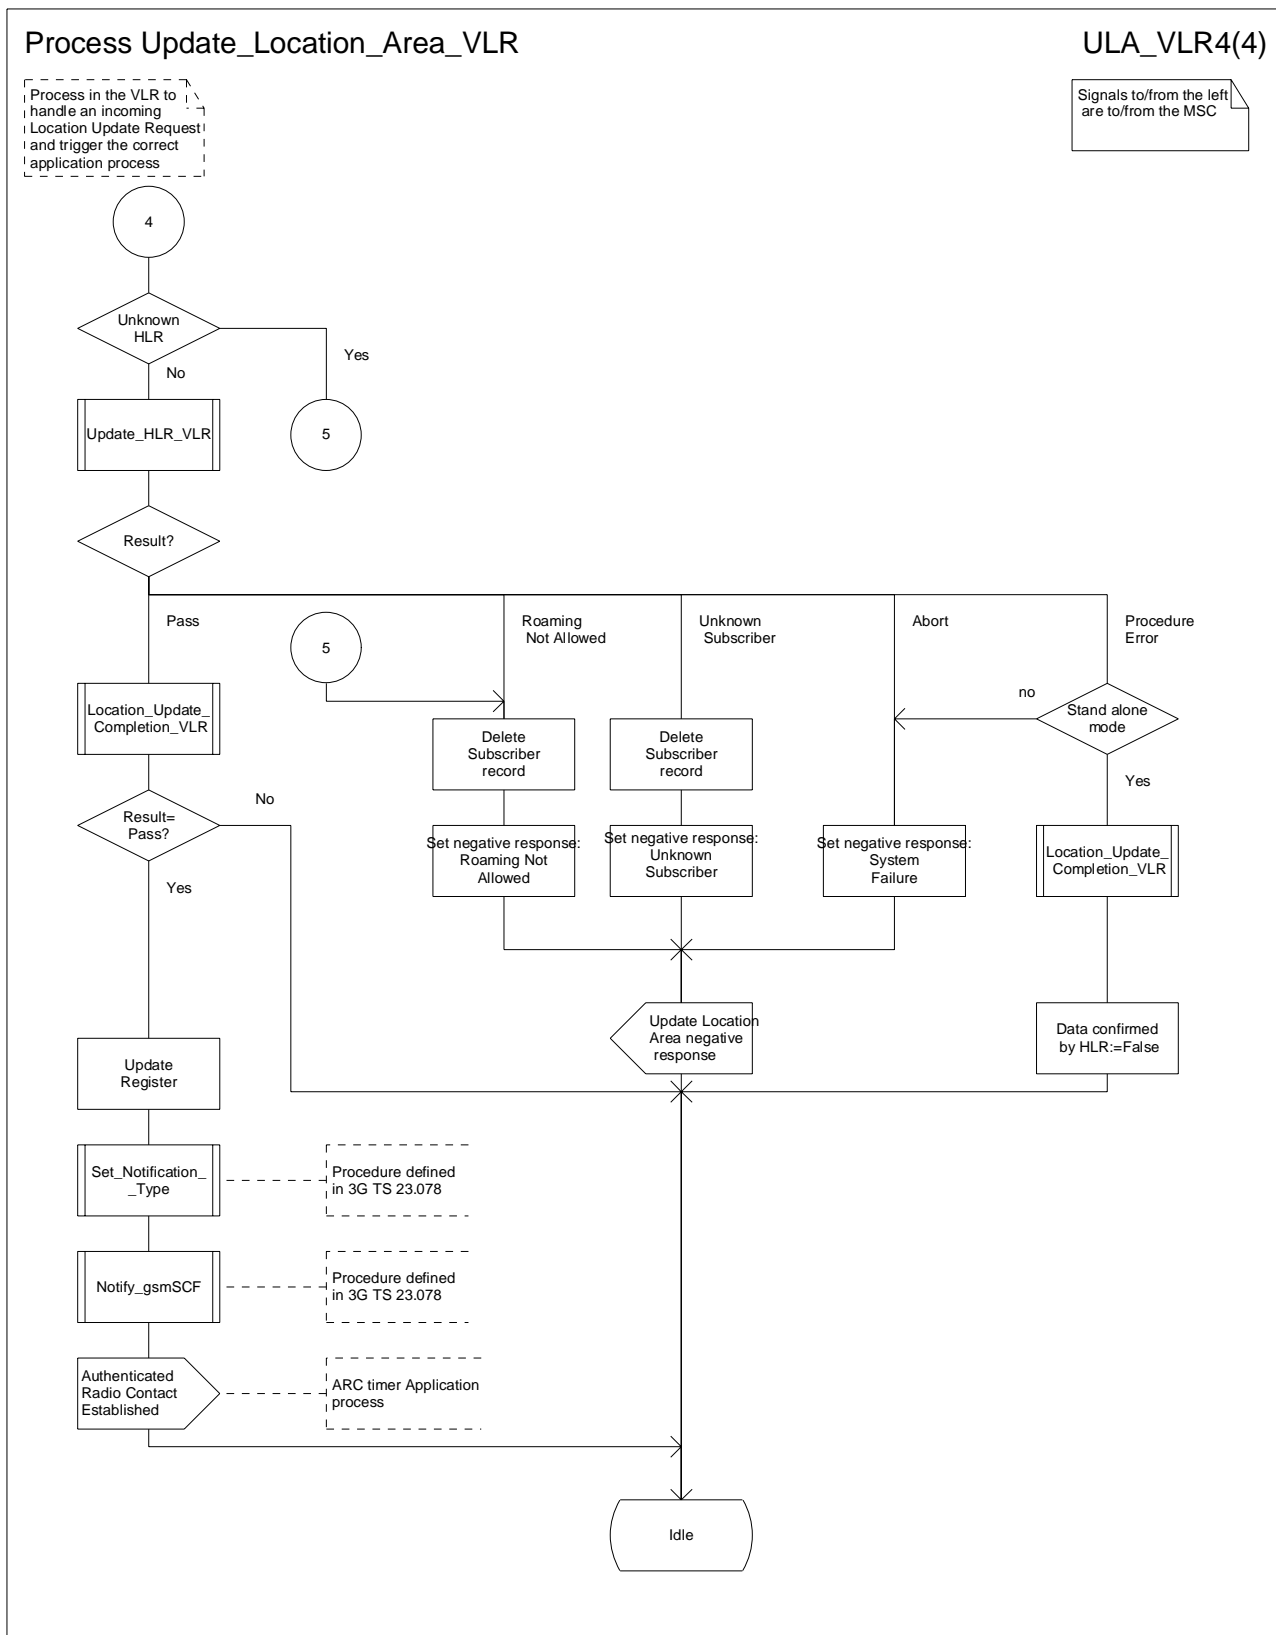 Process Update_Location_Area_VLR
ULA_VLR4(4)
Process in the VLR to
handle an incoming
Location Update Request
and trigger the correct
application process
Signals to/from the left
are to/from the MSC
4
Unknown
HLR
Yes
No
Update_HLR_VLR
5
Result?
Pass
5
Roaming
Not Allowed
Unknown
Subscriber
Abort
Procedure
Error
Location_Update_
Completion_VLR
no
Stand alone
mode
Delete
Subscriber
record
Delete
Subscriber
record
Yes
Result=
Pass?
No
Set negative response:
Roaming Not
Allowed
Set negative response:
Unknown
Subscriber
Set negative response:
System
Failure
Location_Update_
Completion_VLR
Yes
Update Location
Area negative
response
Data confirmed
by HLR:=False
Update
Register
Set_Notification_
_Type
Procedure defined
in 3G TS 23.078
Notify_gsmSCF
Procedure defined
in 3G TS 23.078
Authenticated
Radio Contact
Established
ARC timer Application
process
Idle